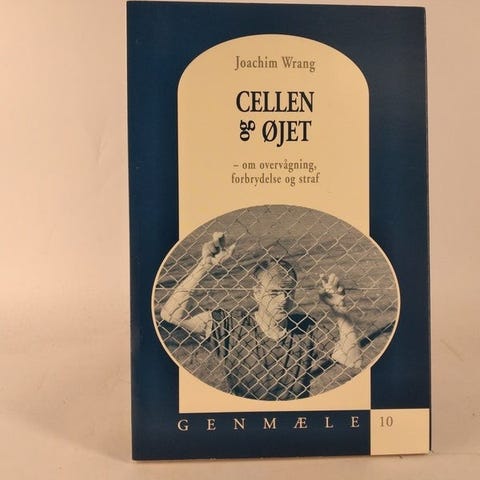 Joachim Wrang
CELLEN
og ØJET
– om overvågning,
forbrydelse og straf
GENMÆLE 10